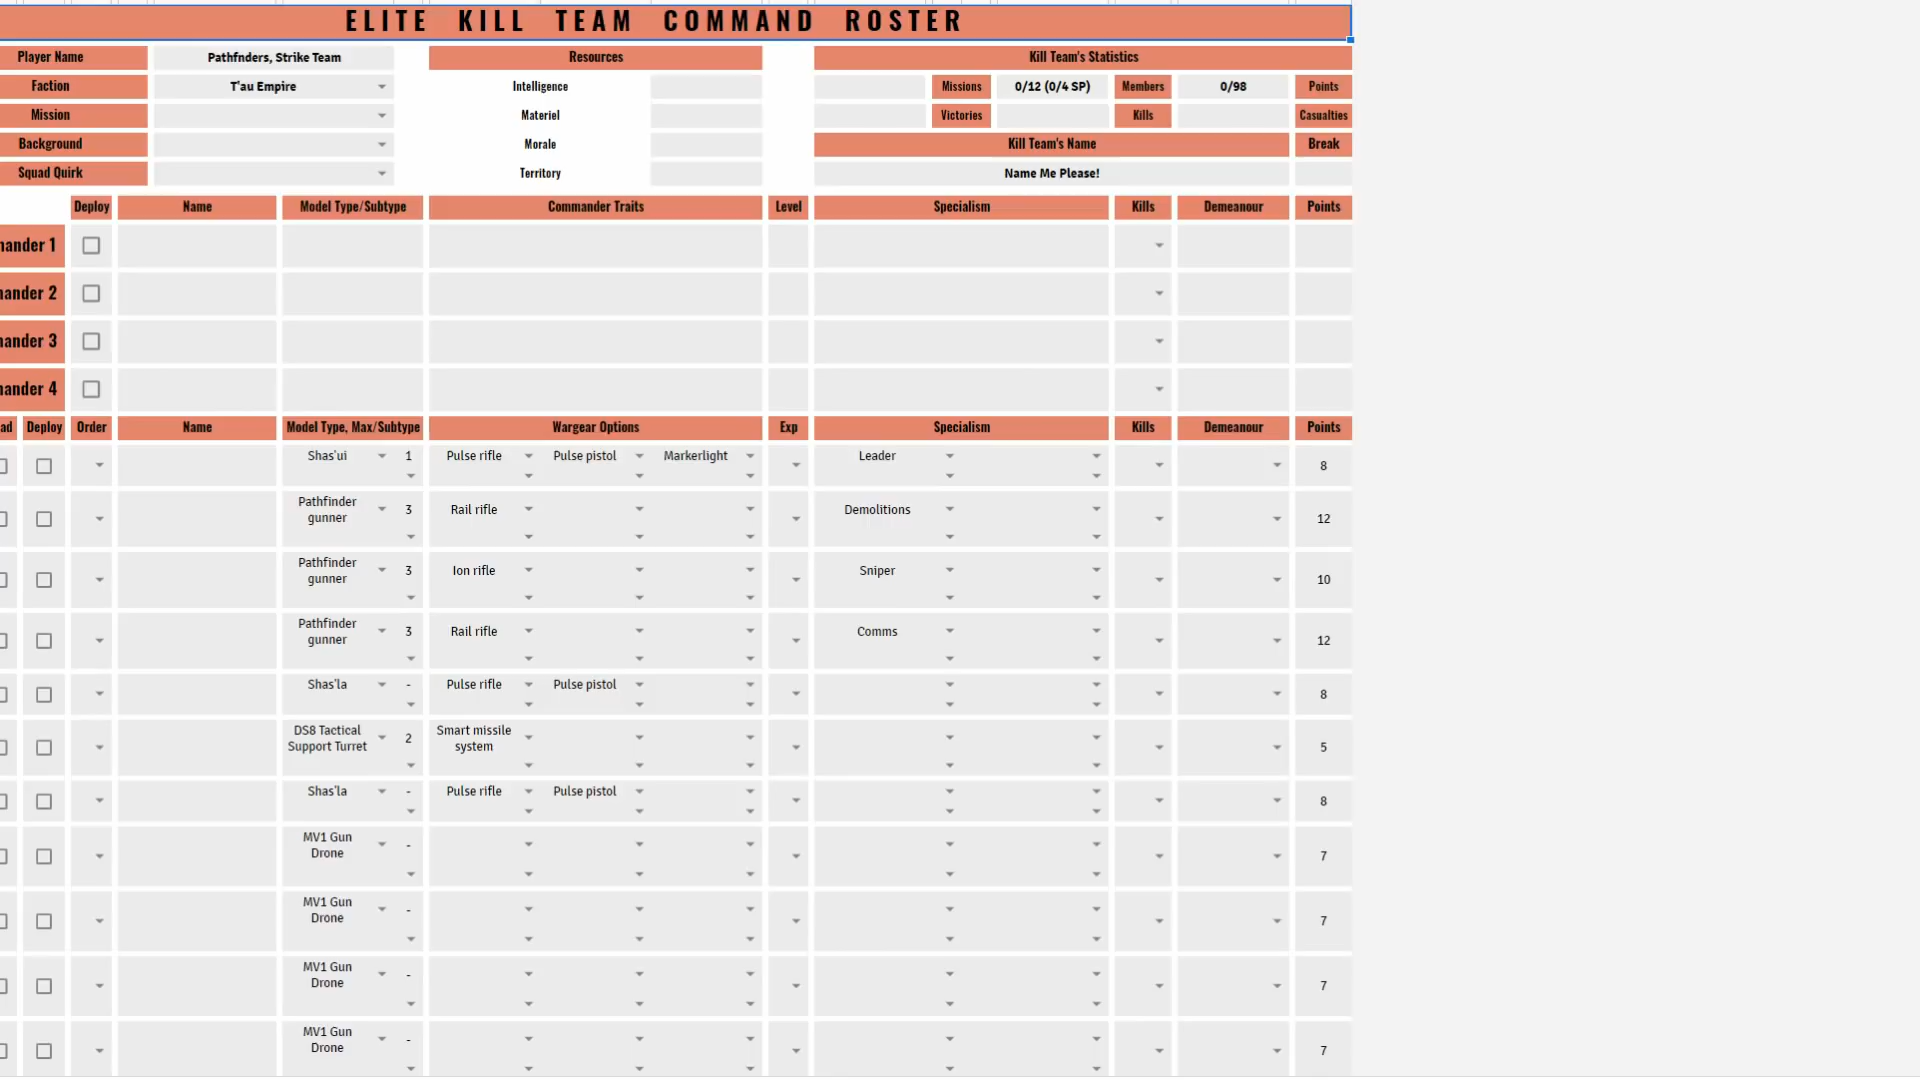 ELITE KILL TEAM COMMAND ROSTER
Player Name Pathfnders, Strike Team Resources Kill Team's Statistics
Faction T'au Empire Intelligence Missions 0/12 (0/4 SP) Members 0/98 Points
Mission Materiel Victories Kills Casualties
Background Morale Kill Team's Name Break
Squad Quirk Territory Name Me Please!
Deploy Name Model Type/Subtype Commander Traits Level Specialism Kills Demeanour Points
mander 1
mander 2
mander 3
mander 4
ad Deploy Order Name Model Type, Max/Subtype Wargear Options Exp Specialism Kills Demeanour Points
Shas'ui 1 Pulse rifle Pulse pistol Markerlight Leader 8
Pathfinder
gunner 3 Rail rifle Demolitions 12
Pathfinder
gunner 3 Ion rifle Sniper 10
Pathfinder
gunner 3 Rail rifle Comms 12
Shas'la - Pulse rifle Pulse pistol 8
DS8 Tactical
Support Turret 2 Smart missile
system 5
Shas'la - Pulse rifle Pulse pistol 8
MV1 Gun
Drone - 7
MV1 Gun
Drone - 7
MV1 Gun
Drone - 7
MV1 Gun
Drone - 7